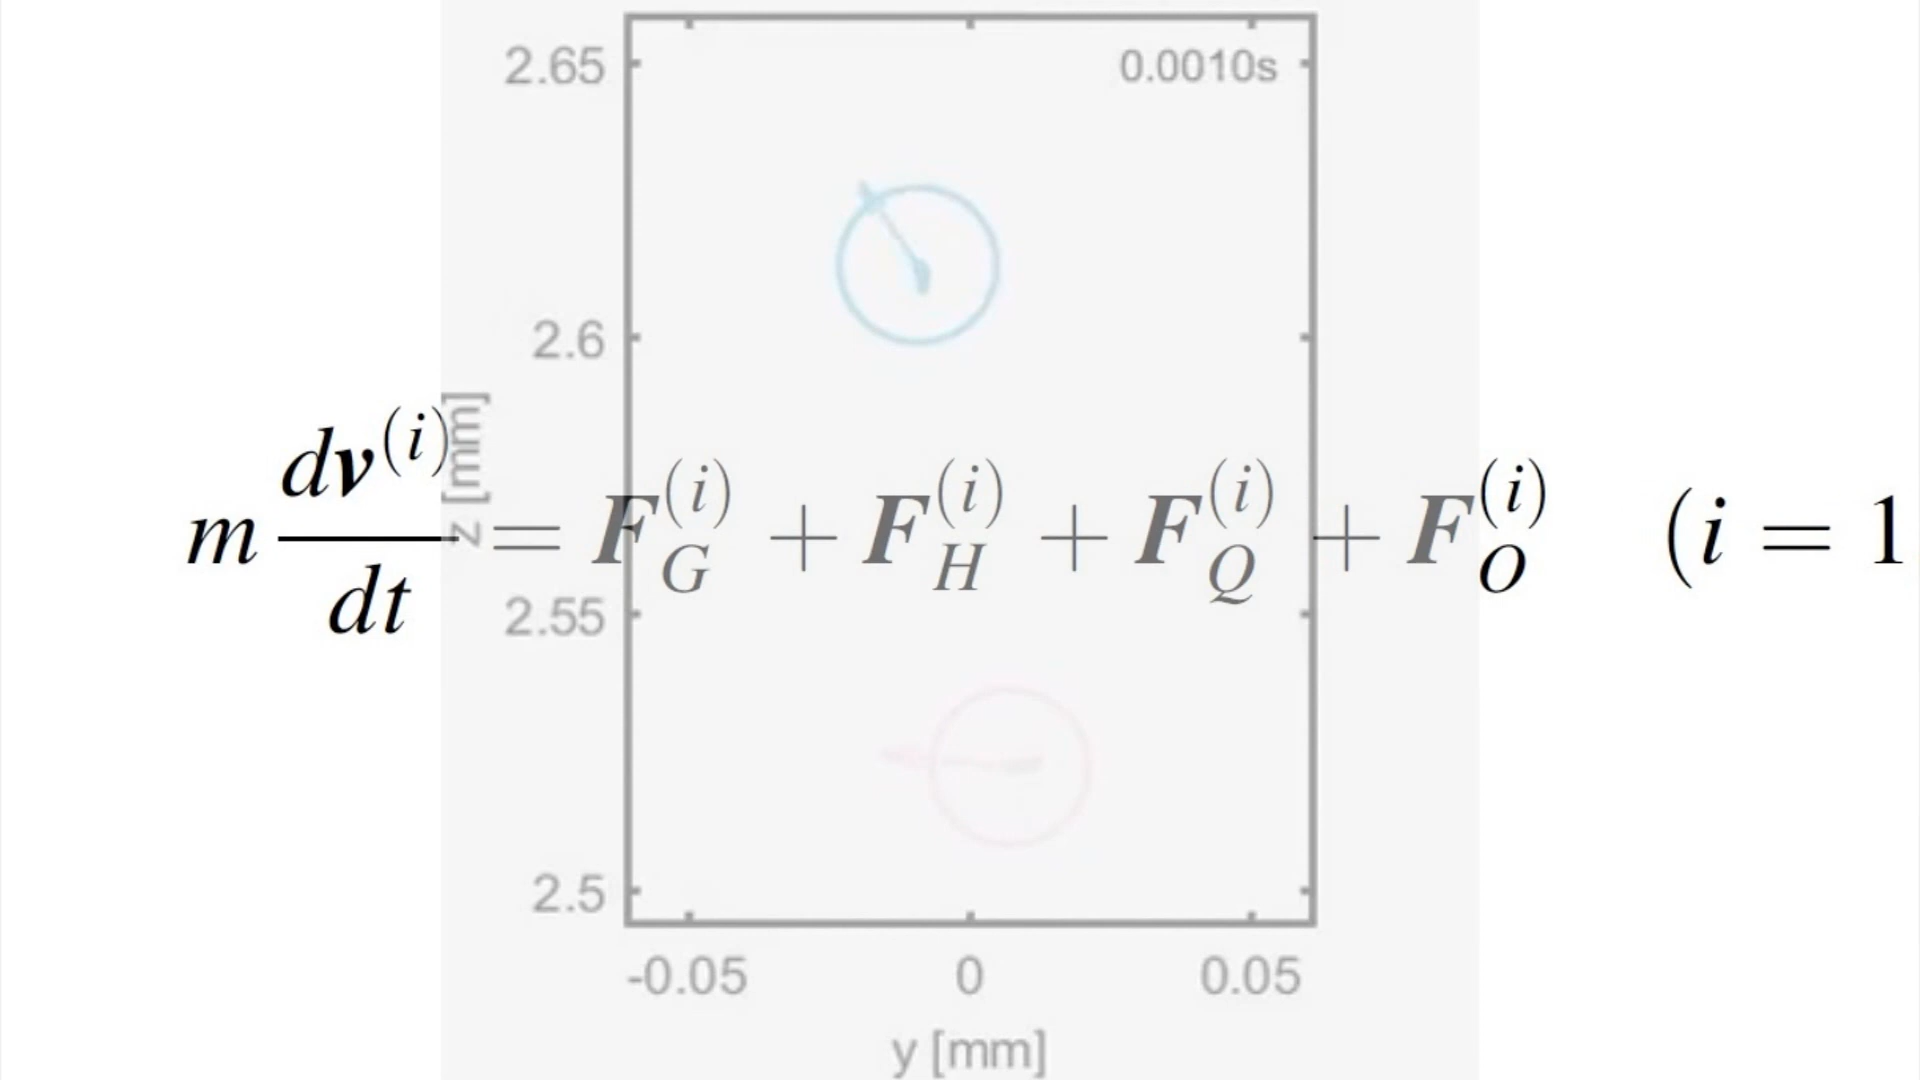 2.65
0.0010s
2.6
z [mm]
m dv^(i)/dt = F_G^(i) + F_H^(i) + F_Q^(i) + F_O^(i) (i = 1
2.55
2.5
-0.05 0 0.05
y [mm]